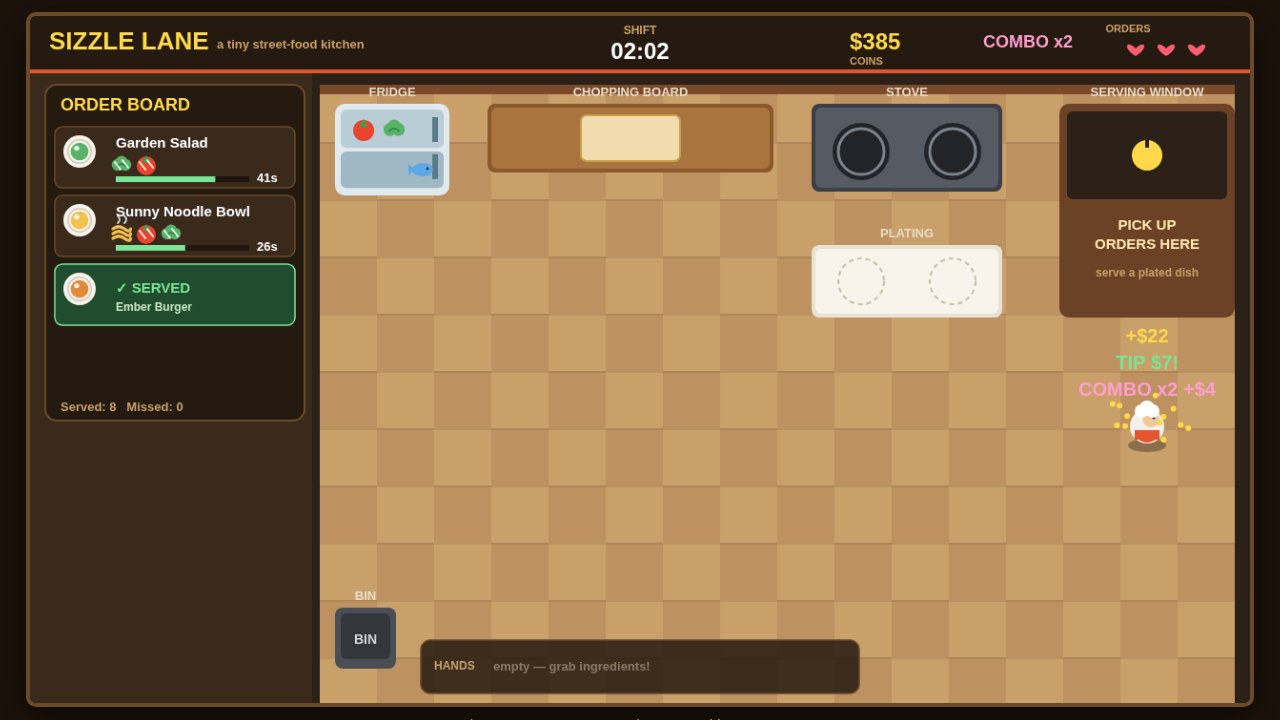 SIZZLE LANE a tiny street-food kitchen
SHIFT
02:02
$385
COINS
COMBO x2
ORDERS
ORDER BOARD
Garden Salad
41s
Sunny Noodle Bowl
26s
✓ SERVED
Ember Burger
Served: 8 Missed: 0
FRIDGE
CHOPPING BOARD
STOVE
SERVING WINDOW
PICK UP
ORDERS HERE
serve a plated dish
PLATING
+$22
TIP $7!
COMBO x2 +$4
BIN
BIN
HANDS empty — grab ingredients!